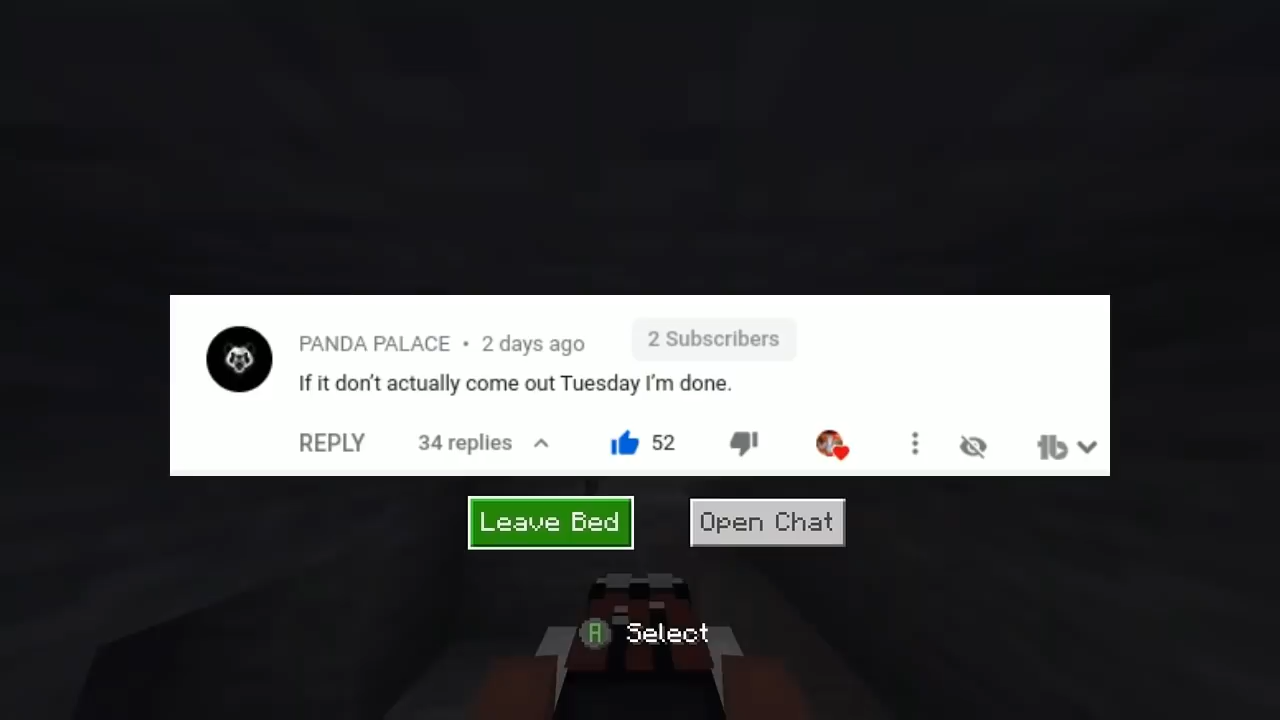 PANDA PALACE • 2 days ago 2 Subscribers
If it don't actually come out Tuesday I'm done.
REPLY 34 replies 52
Leave Bed Open Chat
A Select